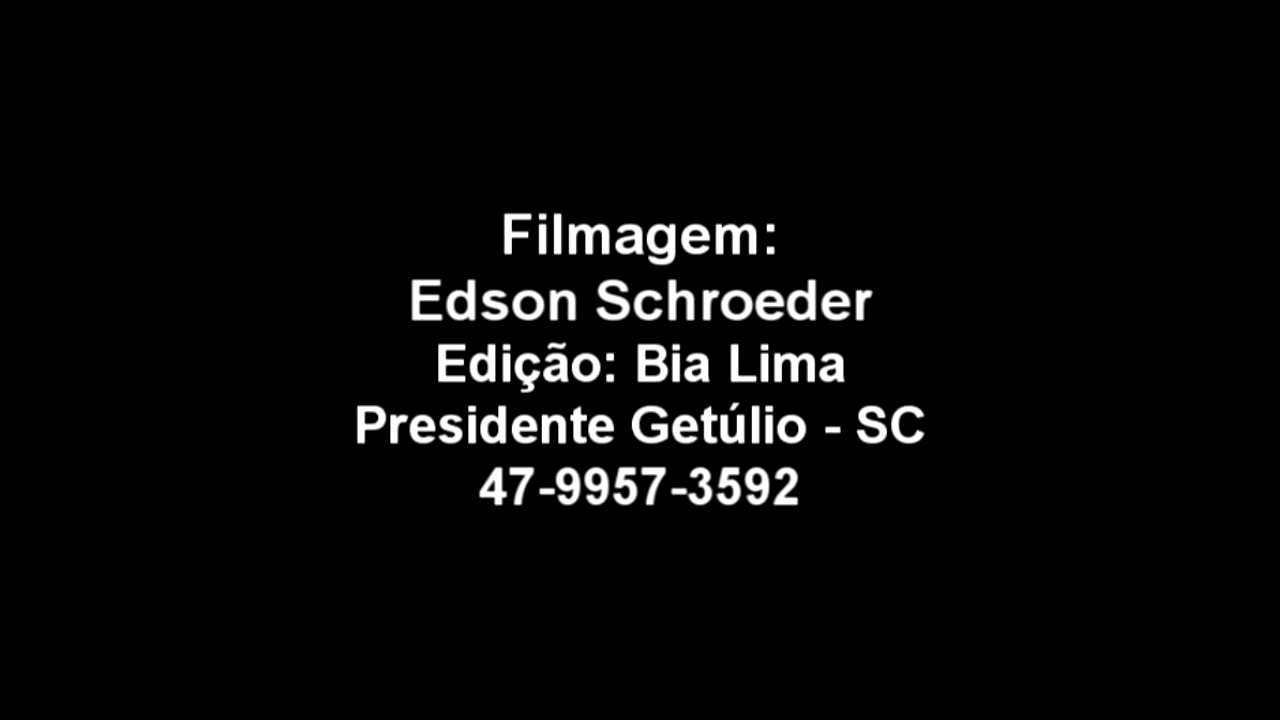 Filmagem:
Edson Schroeder
Edição: Bia Lima
Presidente Getúlio - SC
47-9957-3592